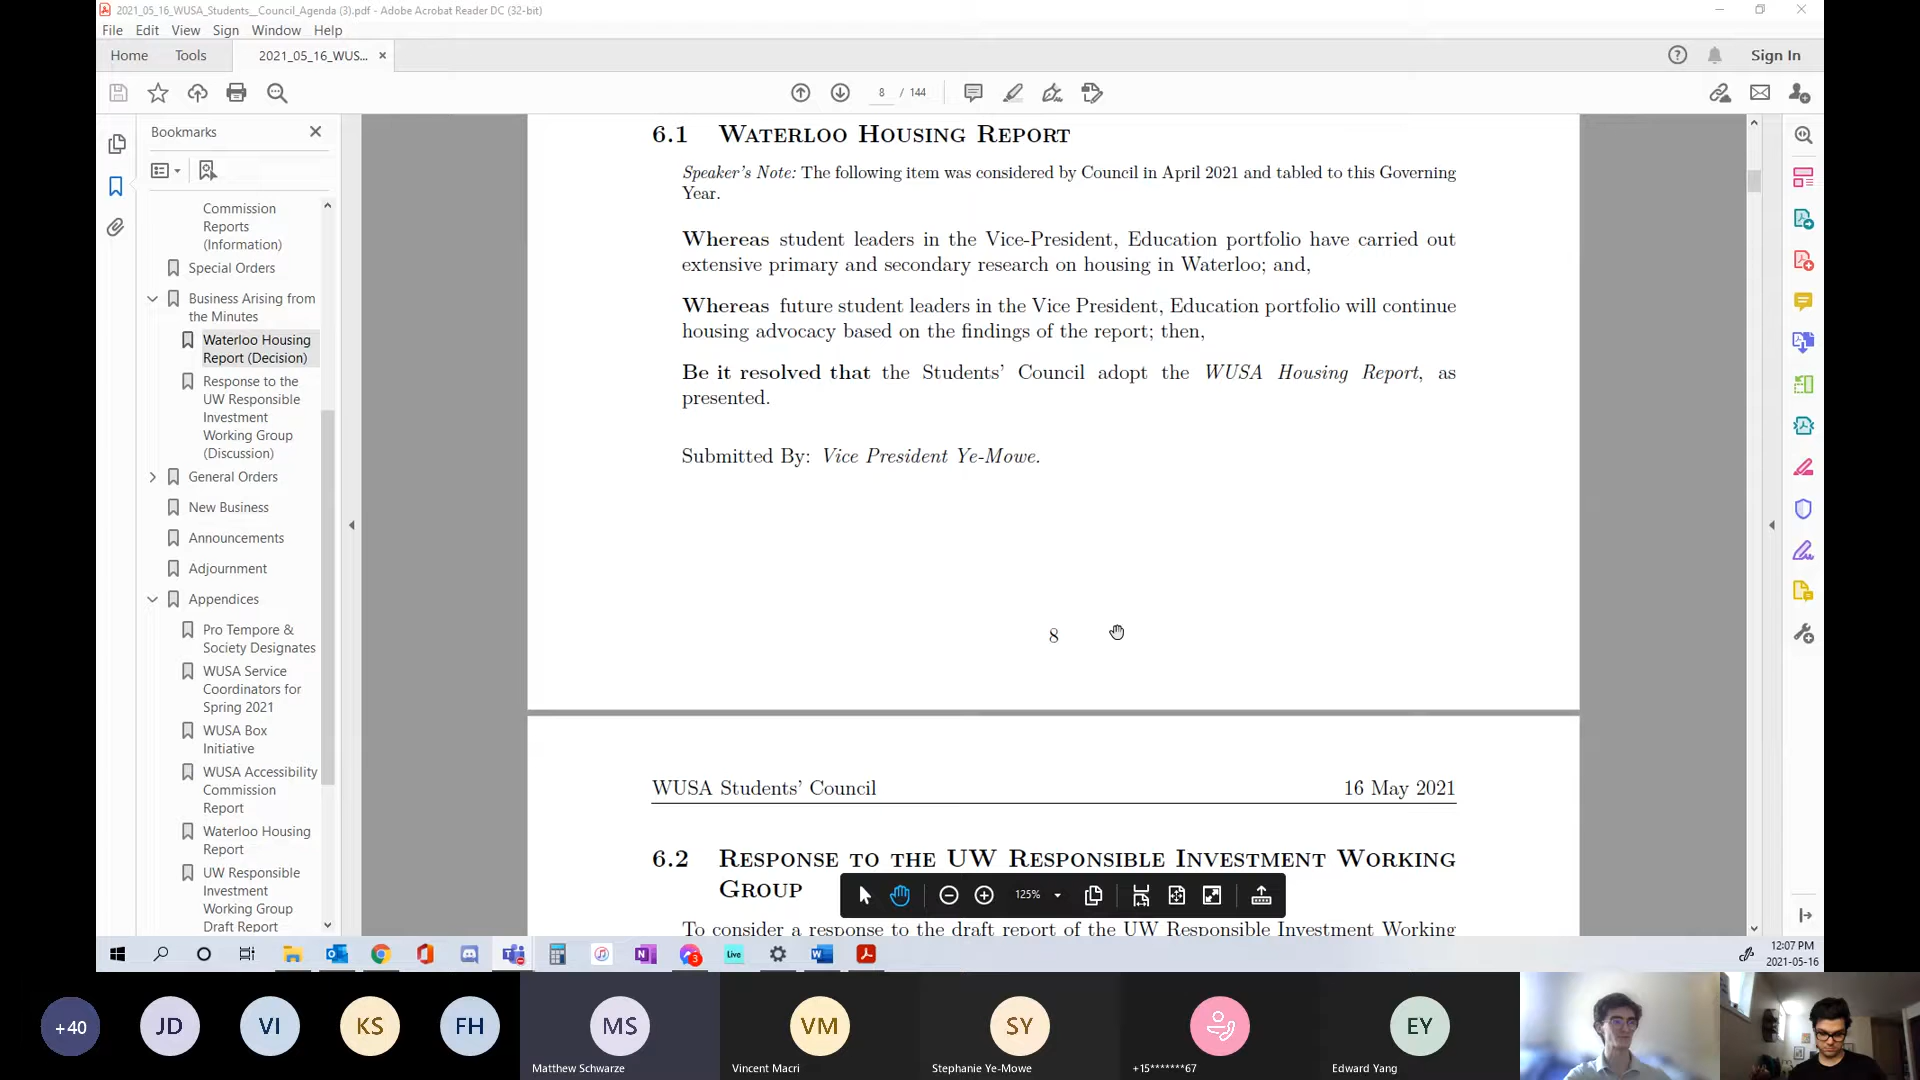 2021_05_16_WUSA_Students__Council_Agenda (3).pdf - Adobe Acrobat Reader DC (32-bit)
File Edit View Sign Window Help
Home Tools 2021_05_16_WUS... Sign In
8 / 144
Bookmarks
Commission
Reports
(Information)
Special Orders
Business Arising from
the Minutes
Waterloo Housing
Report (Decision)
Response to the
UW Responsible
Investment
Working Group
(Discussion)
General Orders
New Business
Announcements
Adjournment
Appendices
Pro Tempore &
Society Designates
WUSA Service
Coordinators for
Spring 2021
WUSA Box
Initiative
WUSA Accessibility
Commission
Report
Waterloo Housing
Report
UW Responsible
Investment
Working Group
Draft Report
6.1 Waterloo Housing Report
Speaker's Note: The following item was considered by Council in April 2021 and tabled to this Governing
Year.
Whereas student leaders in the Vice-President, Education portfolio have carried out
extensive primary and secondary research on housing in Waterloo; and,
Whereas future student leaders in the Vice President, Education portfolio will continue
housing advocacy based on the findings of the report; then,
Be it resolved that the Students' Council adopt the WUSA Housing Report, as
presented.
Submitted By: Vice President Ye-Mowe.
8
WUSA Students' Council 16 May 2021
6.2 Response to the UW Responsible Investment Working
Group
125%
To consider a response to the draft report of the UW Responsible Investment Working
Live
3
12:07 PM
2021-05-16
+40 JD VI KS FH MS VM SY EY
Matthew Schwarze Vincent Macri Stephanie Ye-Mowe +15*******67 Edward Yang